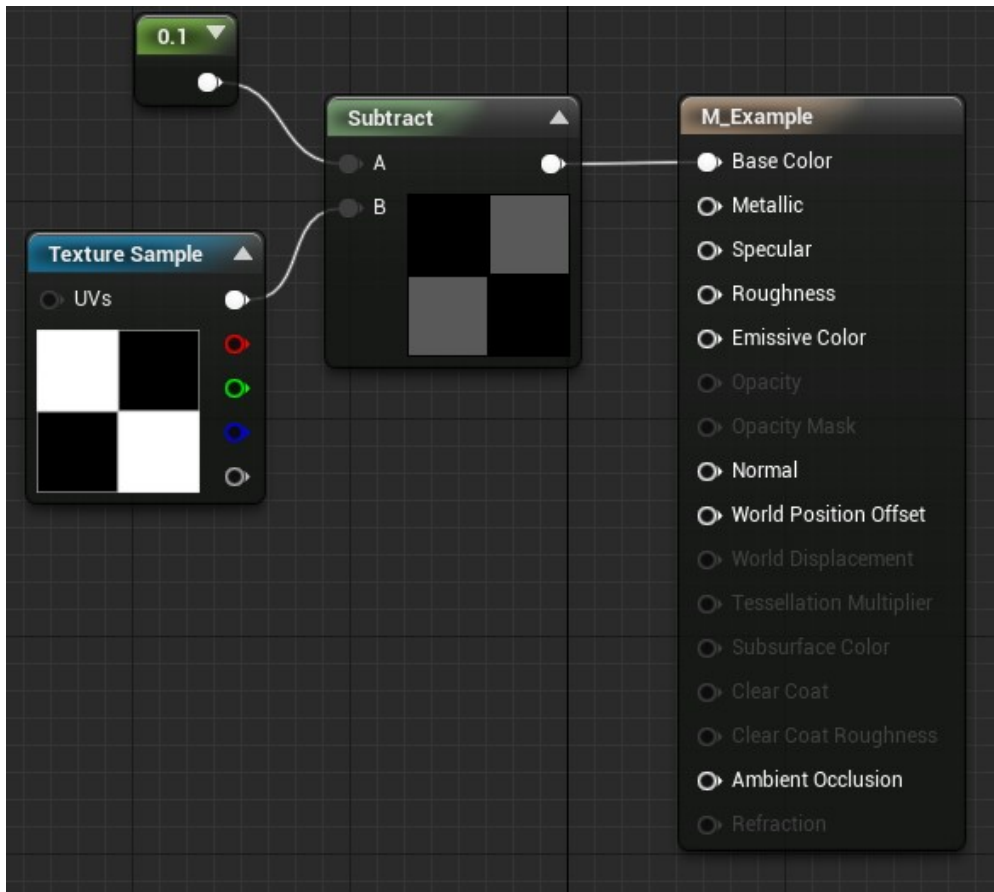 0.1
Subtract
A
B
Texture Sample
UVs
M_Example
Base Color
Metallic
Specular
Roughness
Emissive Color
Opacity
Opacity Mask
Normal
World Position Offset
World Displacement
Tessellation Multiplier
Subsurface Color
Clear Coat
Clear Coat Roughness
Ambient Occlusion
Refraction